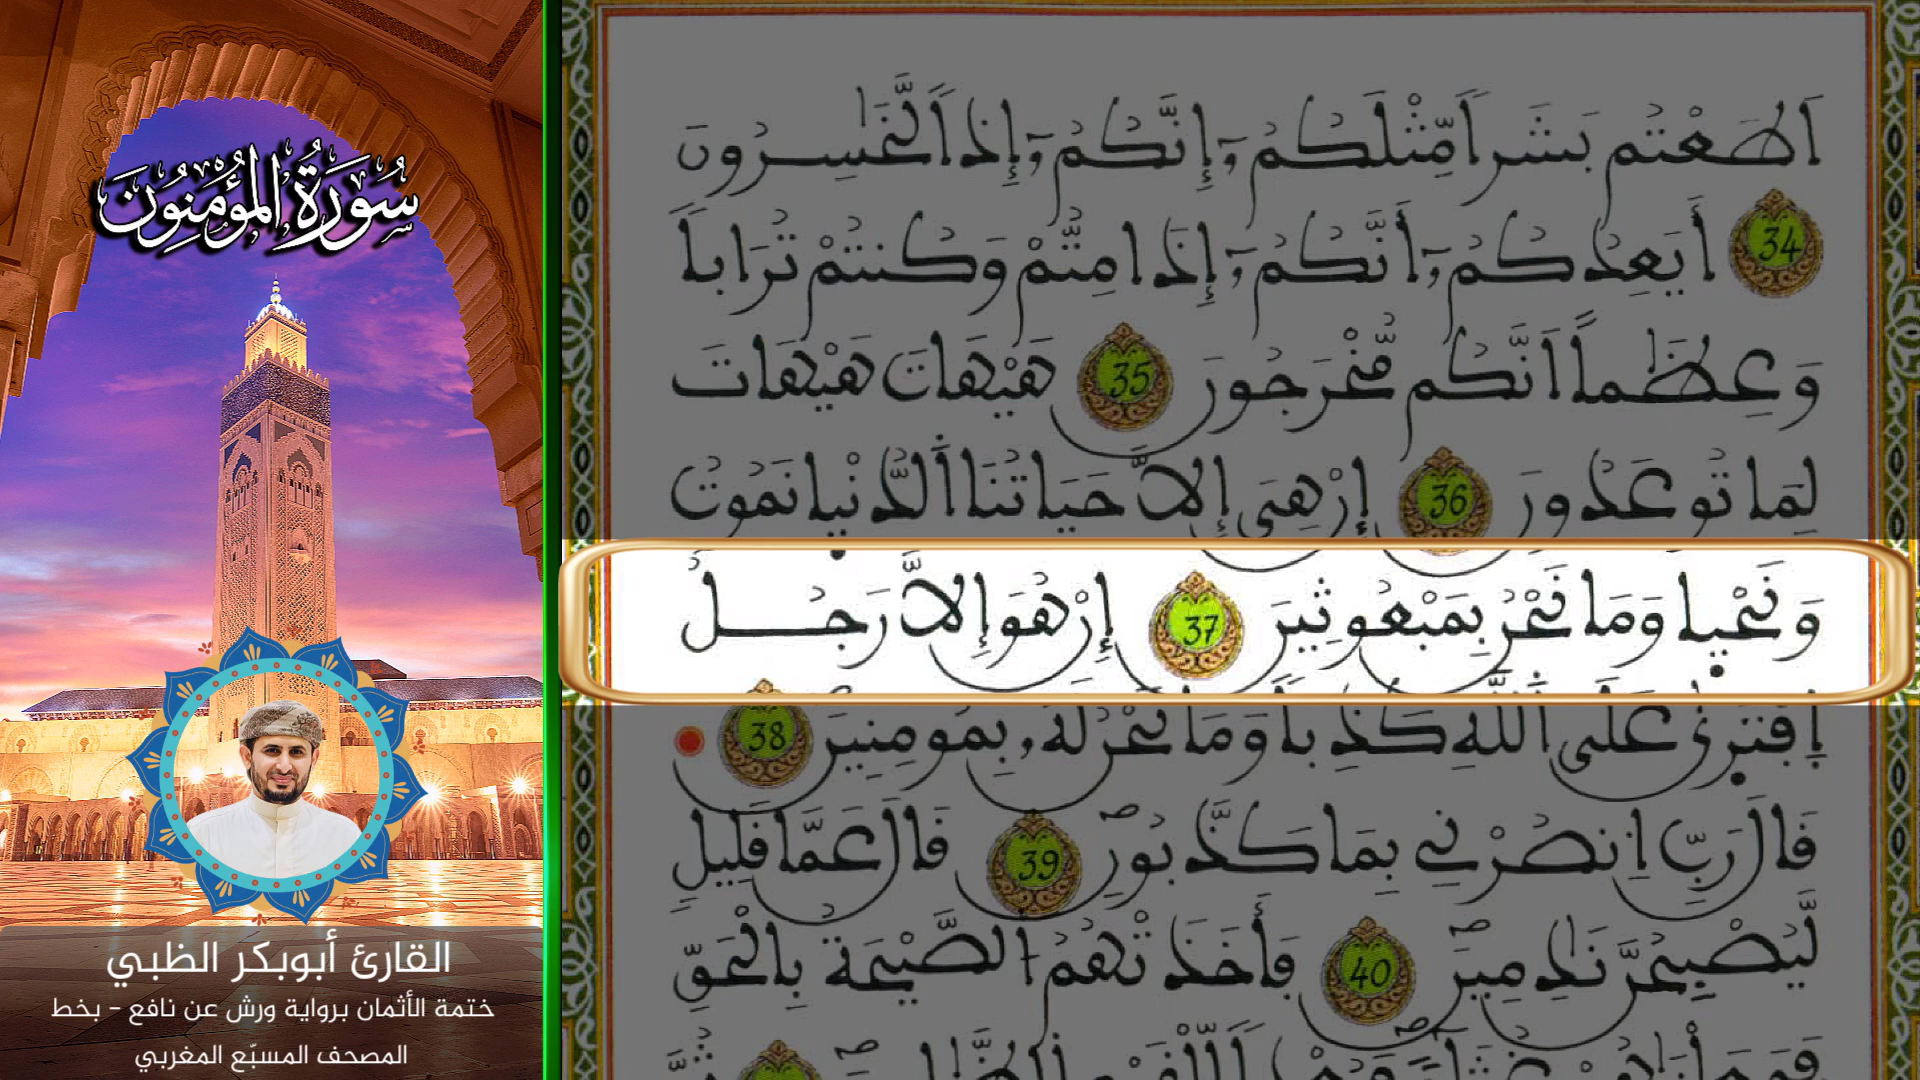 سُورَةُ المُؤْمِنُونَ
القارئ أبوبكر الظبي
ختمة الأثمان برواية ورش عن نافع - بخط
المصحف المسبّع المغربي
اَطَعْتُم بَشَراٗ مِّثْلَكُمُۥٓ إِنَّكُمُۥٓ إِذاٗ لَّخَٰسِرُونَ
34 أَيَعِدُكُمُۥٓ أَنَّكُمُۥٓ إِذَا مِتُّمْ وَكُنتُمْ تُرَاباٗ
وَعِظَٰماً اَنَّكُم مُّخْرَجُونَ 35 هَيْهَاتَ هَيْهَاتَ
لِمَا تُوعَدُونَ 36 إِنْ هِيَ إِلَّا حَيَاتُنَا اَ۬لدُّنْيا نَمُوتُ
وَنَحْيا وَمَا نَحْنُ بِمَبْعُوثِينَ 37 إِنْ هُوَ إِلَّا رَجُلٌ
اِ۪فْتَر۪يٰ عَلَى اَ۬للَّهِ كَذِباٗ وَمَا نَحْنُ لَهُۥ بِمُومِنِينَ 38
قَالَ رَبِّ اِ۟نصُرْنِے بِمَا كَذَّبُونِ 39 قَالَ عَمَّا قَلِيلٖ
لَّيُصْبِحُنَّ نَٰدِمِينَ 40 فَأَخَذَتْهُمُ اُ۬لصَّيْحَةُ بِالْحَقِّ